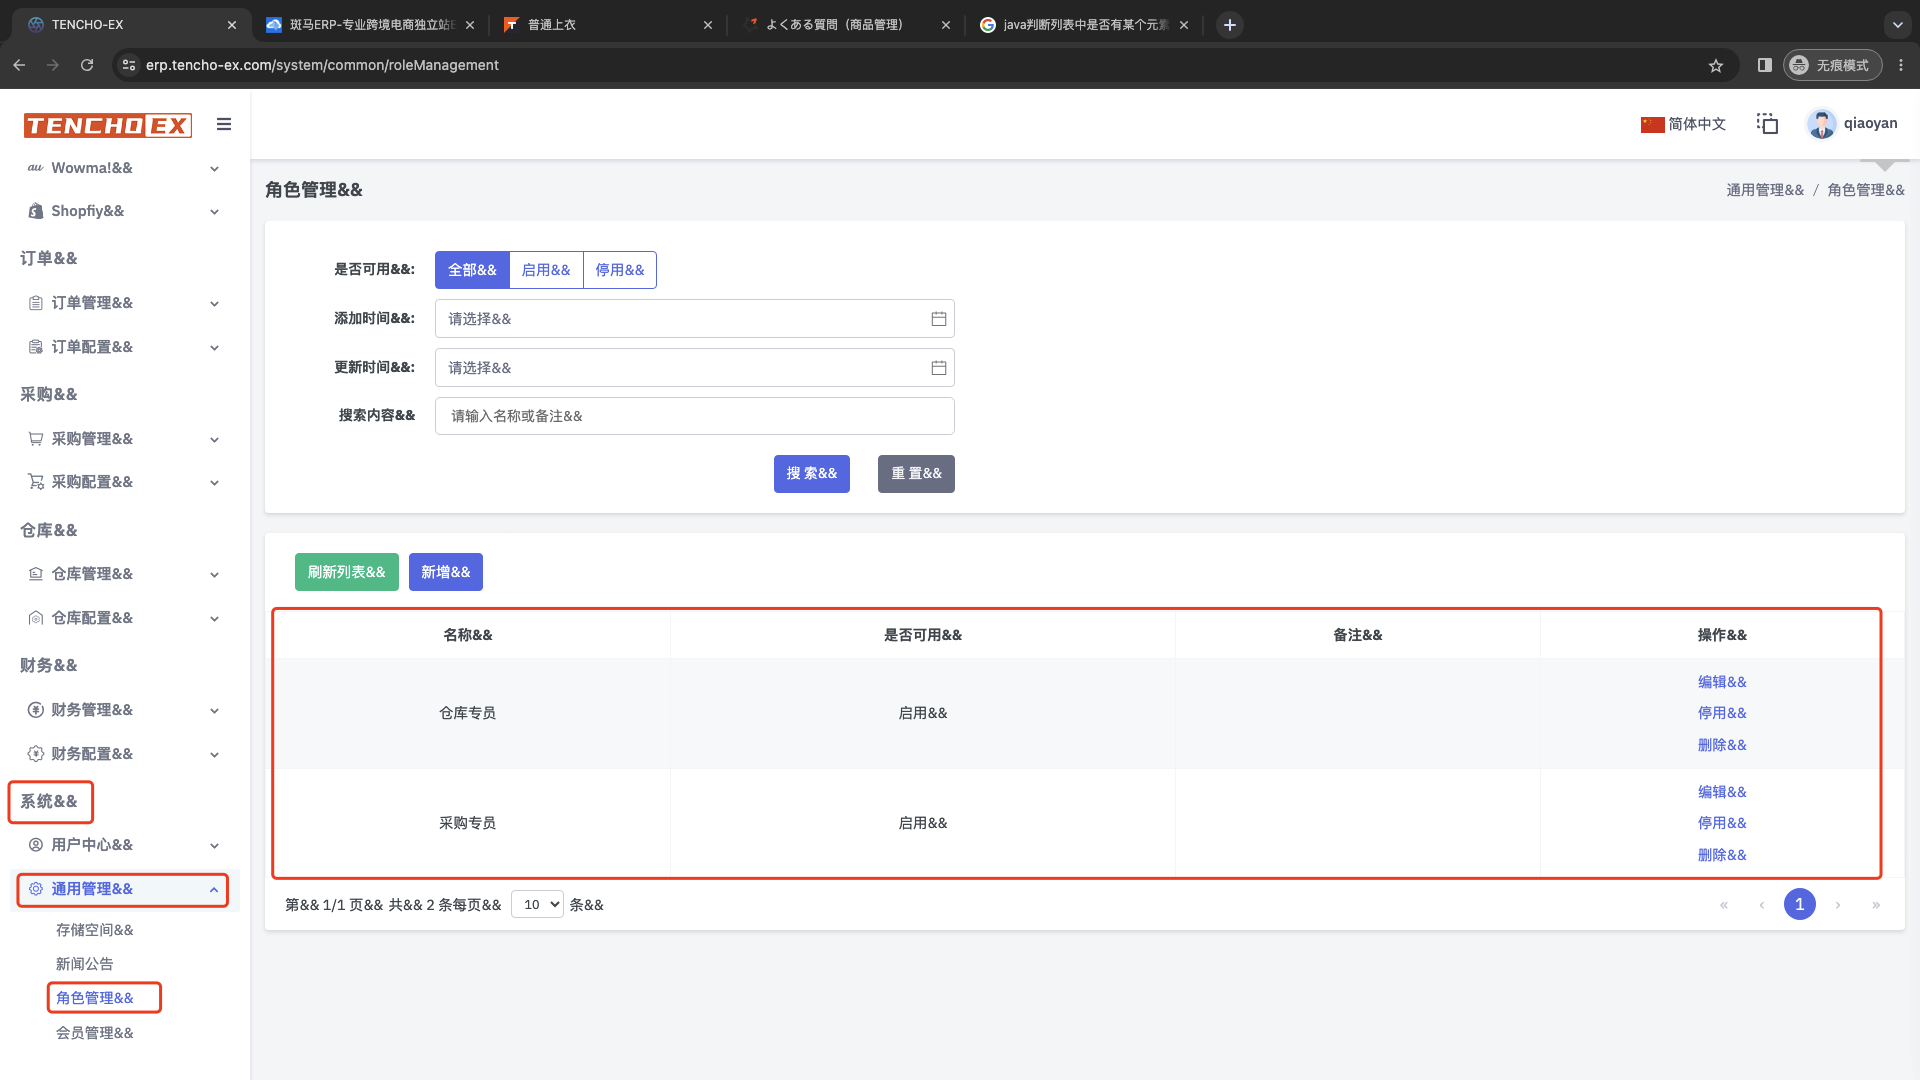 TENCHO-EX
斑马ERP-专业跨境电商独立站E
普通上衣
よくある質問（商品管理）
java判断列表中是否有某个元素
erp.tencho-ex.com/system/common/roleManagement
无痕模式
TENCHO EX
简体中文
qiaoyan
au Wowma!&&
Shopfiy&&
订单&&
订单管理&&
订单配置&&
采购&&
采购管理&&
采购配置&&
仓库&&
仓库管理&&
仓库配置&&
财务&&
财务管理&&
财务配置&&
系统&&
用户中心&&
通用管理&&
存储空间&&
新闻公告
角色管理&&
会员管理&&
角色管理&&
通用管理&& / 角色管理&&
是否可用&&: 全部&& 启用&& 停用&&
添加时间&&: 请选择&&
更新时间&&: 请选择&&
搜索内容&& 请输入名称或备注&&
搜 索&& 重 置&&
刷新列表&& 新增&&
名称&& 是否可用&& 备注&& 操作&&
仓库专员 启用&& 编辑&&
停用&&
删除&&
采购专员 启用&& 编辑&&
停用&&
删除&&
第&& 1/1 页&& 共&& 2 条每页&& 10 条&&
« ‹ 1 › »